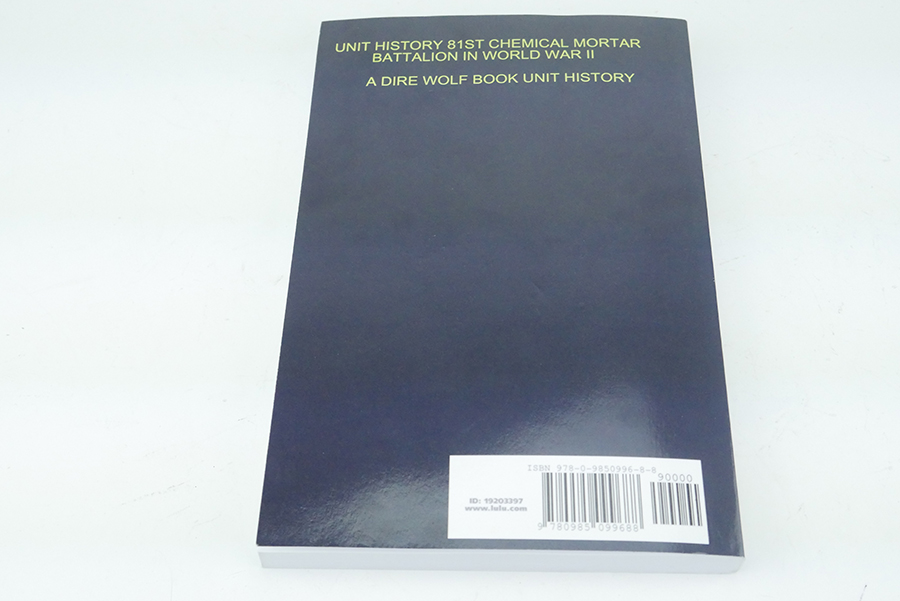 UNIT HISTORY 81ST CHEMICAL MORTAR
BATTALION IN WORLD WAR II
A DIRE WOLF BOOK UNIT HISTORY
ISBN 978-0-9850996-8-8
90000
ID: 19203397
www.lulu.com
9 780985 099688